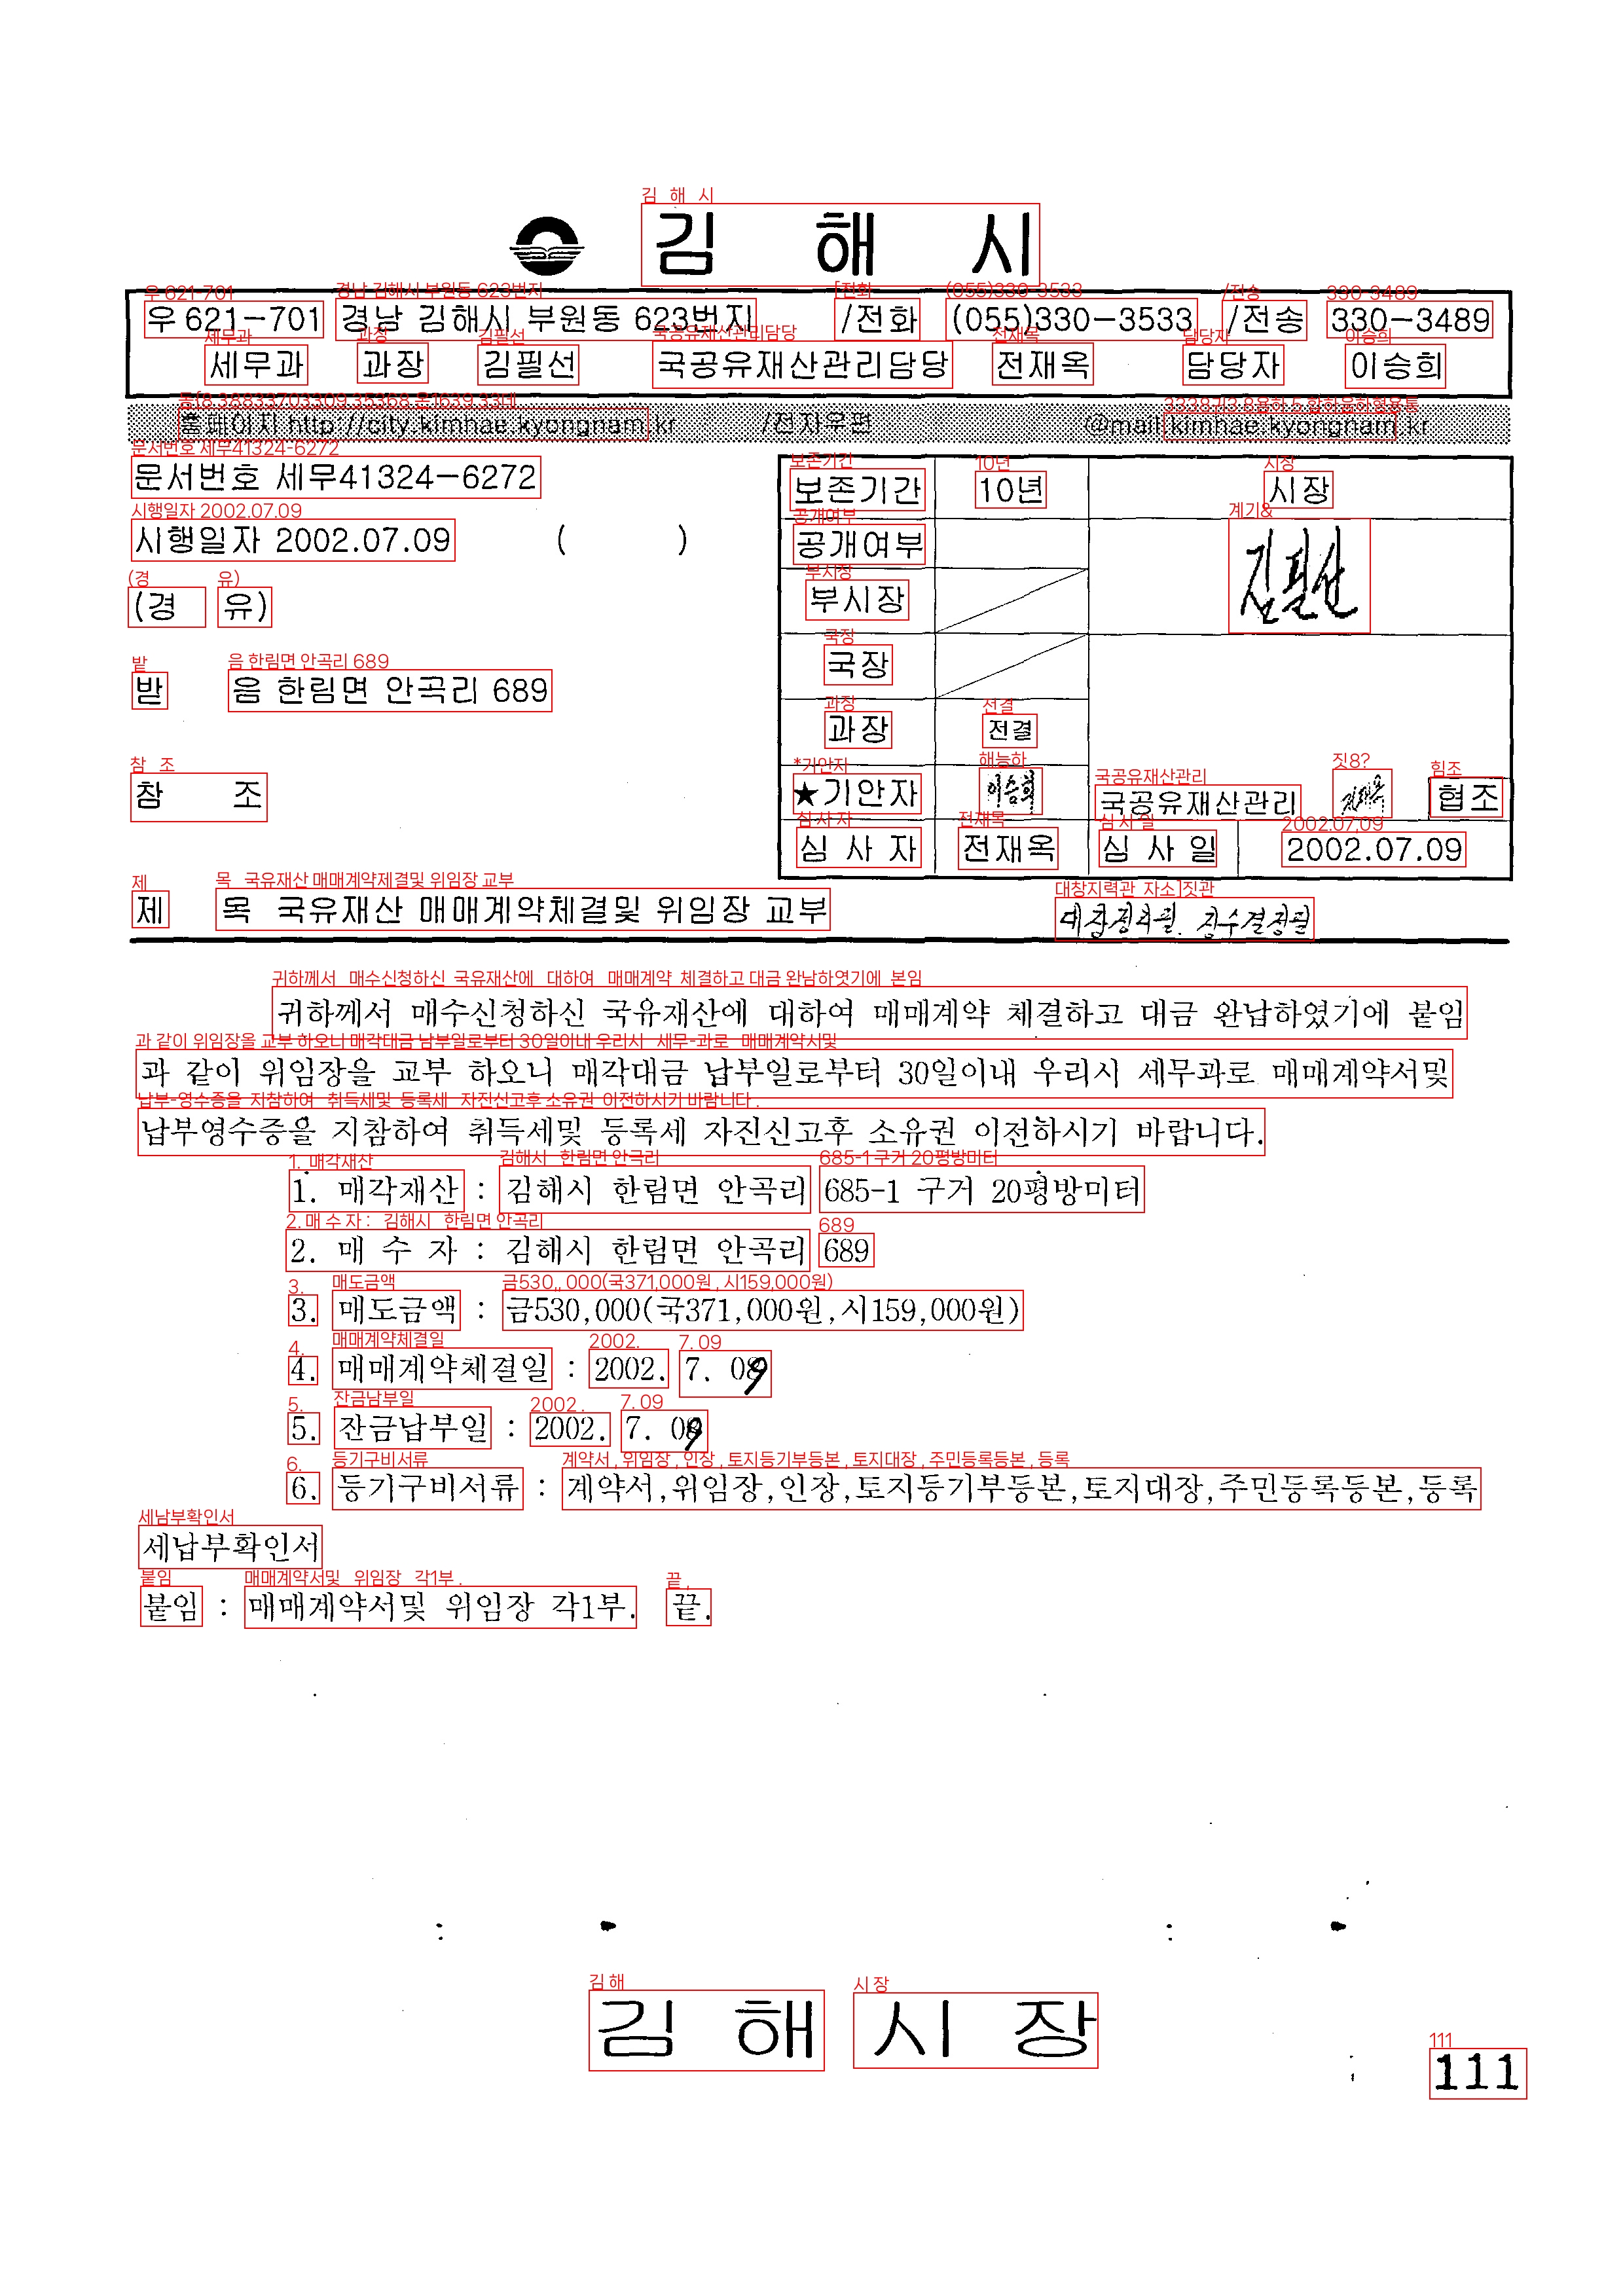 김 해 시
우 621-701 경남 김해시 부원동 623번지 /전화 (055)330-3533 /전송 330-3489
세무과 과장 김필선 국공유재산관리담당 전재옥 담당자 이승희
홈페이지 http://city.kimhae.kyongnam.kr /전자우편 @mail.kimhae.kyongnam.kr
문서번호 세무41324-6272
시행일자 2002.07.09 ( )
(경 유)
받 음 한림면 안곡리 689
참 조
보존기간 10년 시장
공개여부
부시장 김필선
국장
과장 전결
★기안자 이승희 국공유재산관리 협조
심 사 자 전재옥 심 사 일 2002.07.09
제 목 국유재산 매매계약체결및 위임장 교부
귀하께서 매수신청하신 국유재산에 대하여 매매계약 체결하고 대금 완납하였기에 붙임
과 같이 위임장을 교부 하오니 매각대금 납부일로부터 30일이내 우리시 세무과로 매매계약서및
납부영수증을 지참하여 취득세및 등록세 자진신고후 소유권 이전하시기 바랍니다.
1. 매각재산 : 김해시 한림면 안곡리 685-1 구거 20평방미터
2. 매 수 자 : 김해시 한림면 안곡리 689
3. 매도금액 : 금530,000(국371,000원,시159,000원)
4. 매매계약체결일 : 2002. 7. 09
5. 잔금납부일 : 2002. 7. 09
6. 등기구비서류 : 계약서,위임장,인장,토지등기부등본,토지대장,주민등록등본,등록
세납부확인서
붙임 : 매매계약서및 위임장 각1부. 끝.
김 해 시 장
111